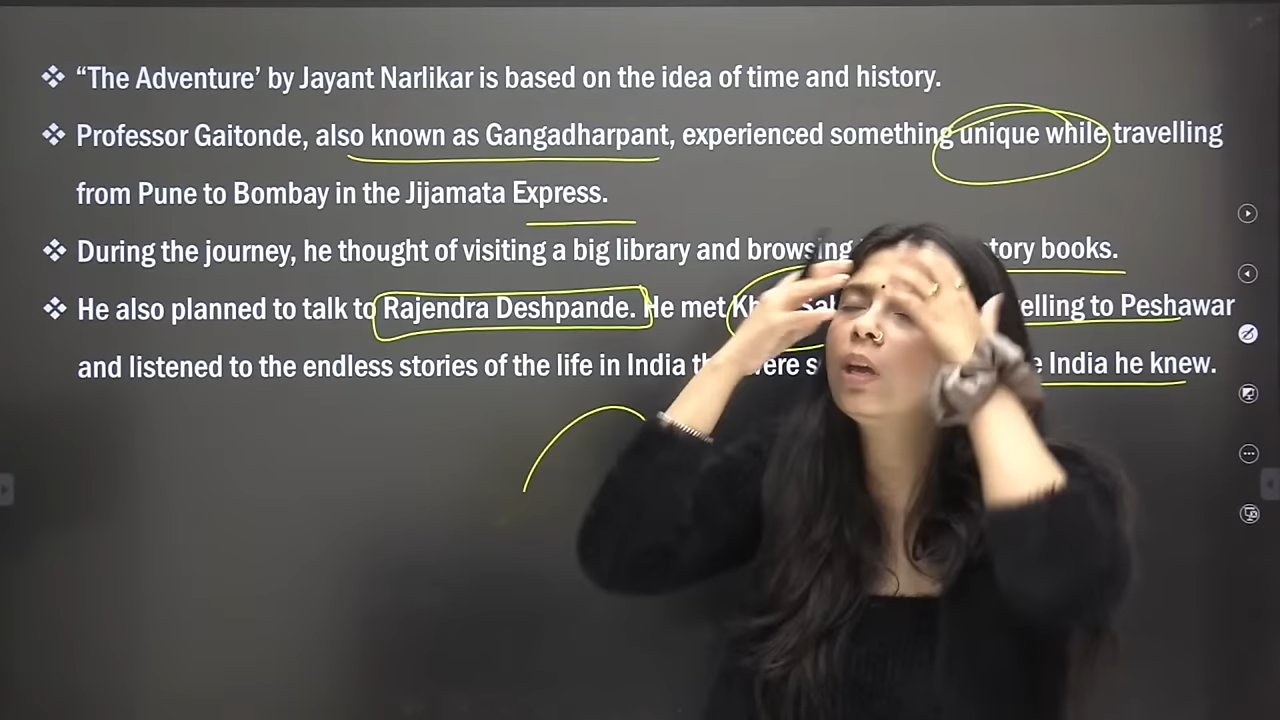 ❖ “The Adventure’ by Jayant Narlikar is based on the idea of time and history.
❖ Professor Gaitonde, also known as Gangadharpant, experienced something unique while travelling
from Pune to Bombay in the Jijamata Express.
❖ During the journey, he thought of visiting a big library and browsing books.
❖ He also planned to talk to Rajendra Deshpande. He met to Peshawar
and listened to the endless stories of the life in India India he knew.